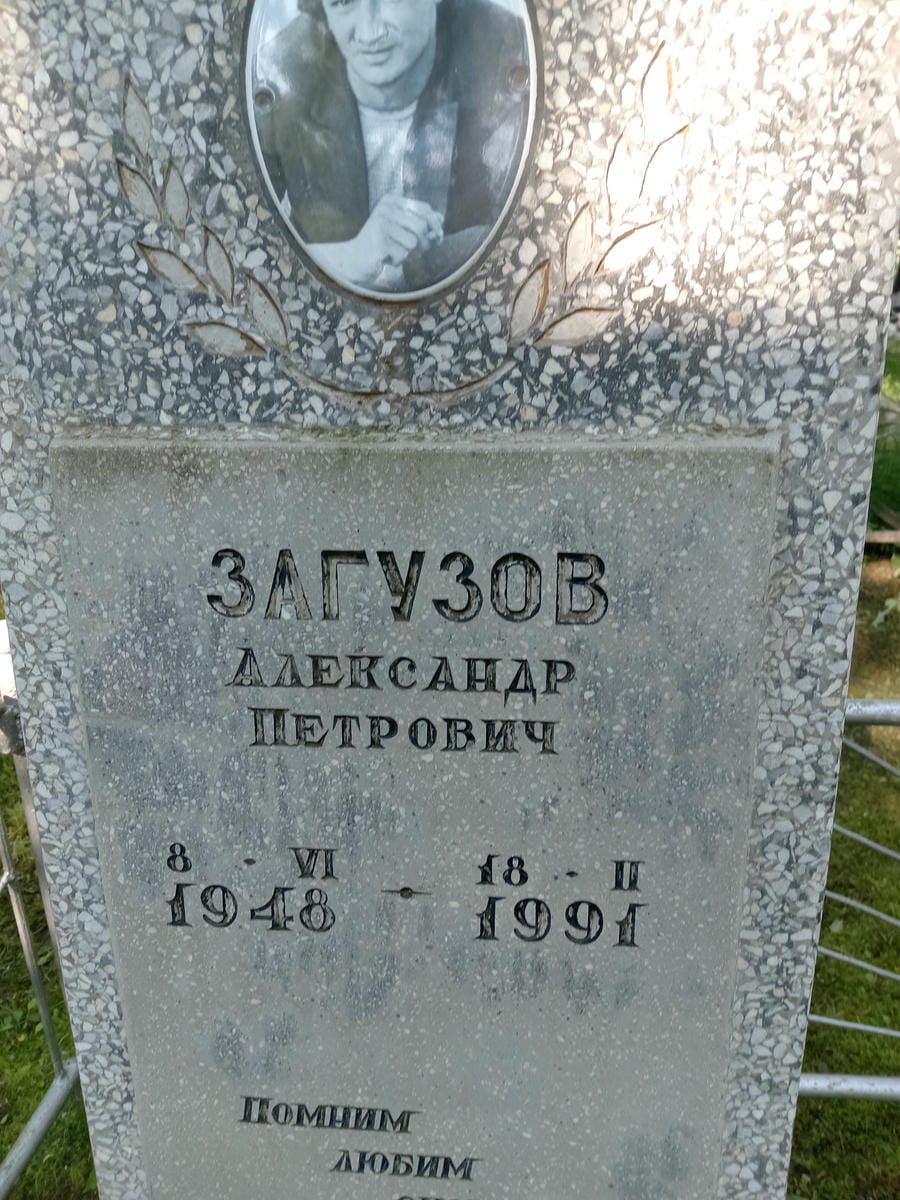 ЗАГУЗОВ
АЛЕКСАНДР
ПЕТРОВИЧ
8 · VI 18 · II
1948 – 1991
Помним
любим